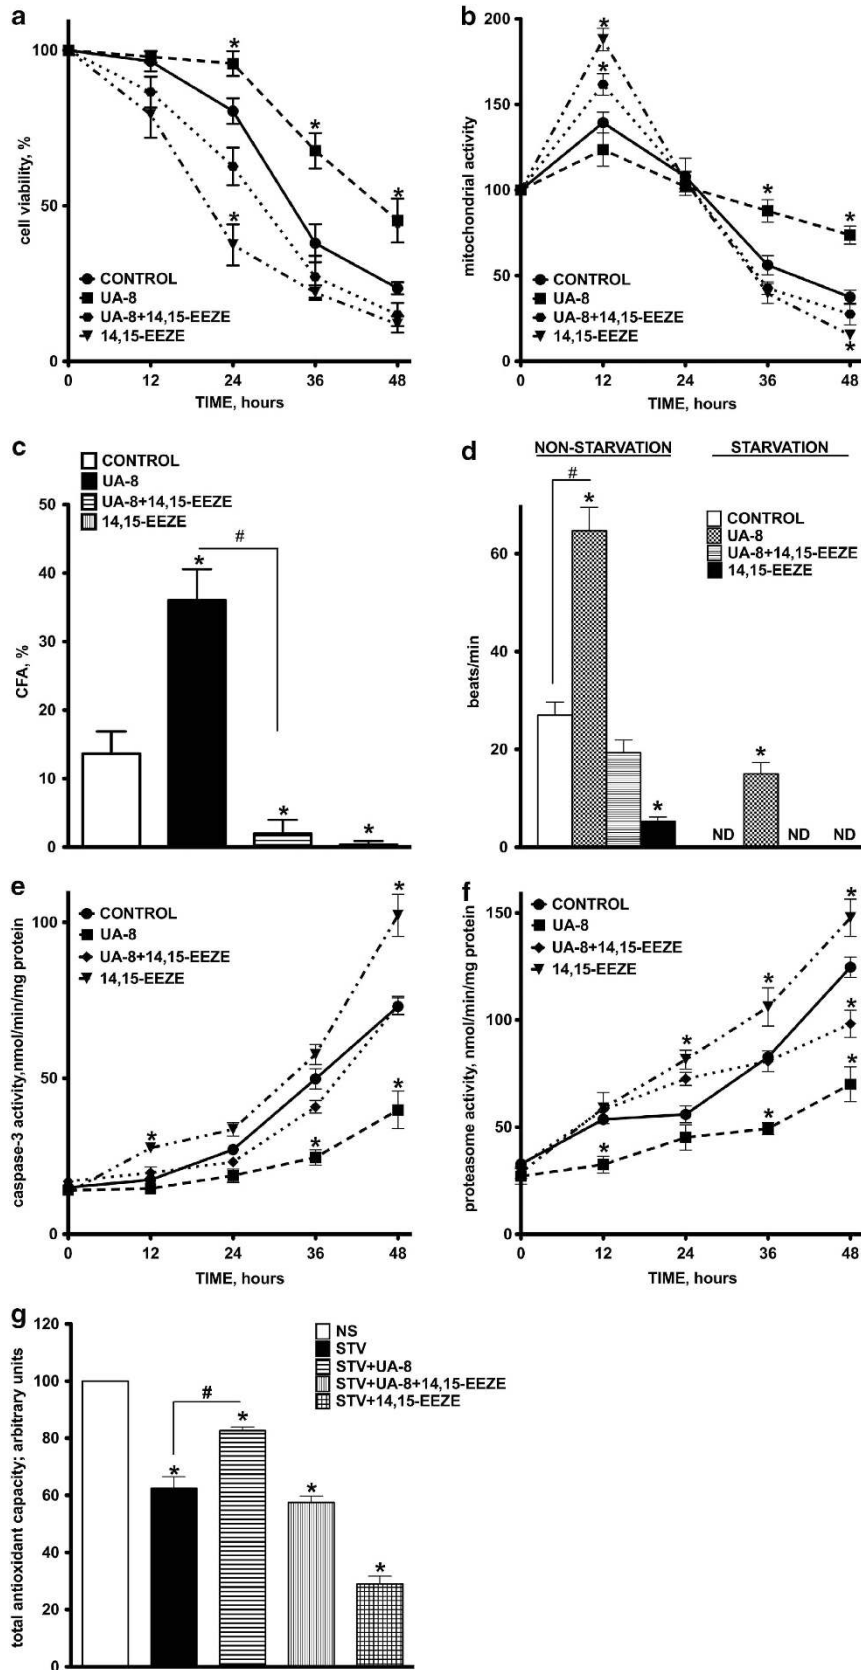 a
*
*
*
cell viability, %
100
50
0
CONTROL
UA-8
UA-8+14,15-EEZE
14,15-EEZE
*
0 12 24 36 48
TIME, hours
b
*
*
*
*
*
mitochondrial activity
200
150
100
50
0
CONTROL
UA-8
UA-8+14,15-EEZE
14,15-EEZE
0 12 24 36 48
TIME, hours
c
CONTROL
UA-8
UA-8+14,15-EEZE
14,15-EEZE
CFA, %
50
40
30
20
10
0
#
*
*
*
d
NON-STARVATION STARVATION
#
*
CONTROL
UA-8
UA-8+14,15-EEZE
14,15-EEZE
beats/min
60
40
20
0
*
*
ND ND ND
e
caspase-3 activity,nmol/min/mg protein
100
50
0
CONTROL
UA-8
UA-8+14,15-EEZE
14,15-EEZE
*
*
*
*
0 12 24 36 48
TIME, hours
f
proteasome activity, nmol/min/mg protein
150
100
50
0
CONTROL
UA-8
UA-8+14,15-EEZE
14,15-EEZE
*
*
*
*
*
*
*
0 12 24 36 48
TIME, hours
g
total antioxidant capacity; arbitrary units
120
100
80
60
40
20
0
NS
STV
STV+UA-8
STV+UA-8+14,15-EEZE
STV+14,15-EEZE
#
*
*
*
*